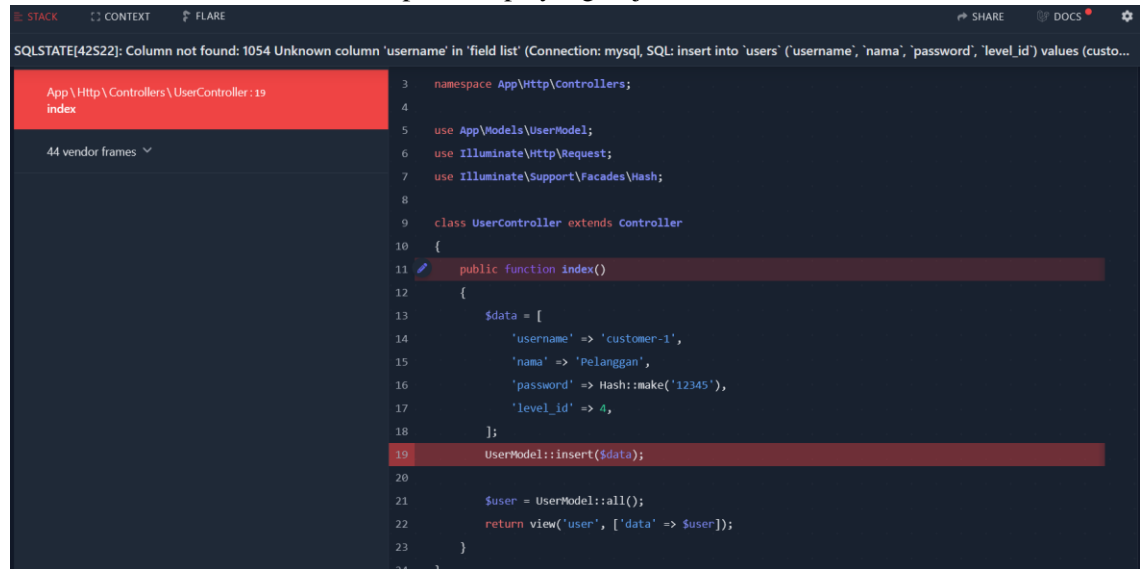 STACK CONTEXT FLARE SHARE DOCS
SQLSTATE[42S22]: Column not found: 1054 Unknown column 'username' in 'field list' (Connection: mysql, SQL: insert into `users` (`username`, `nama`, `password`, `level_id`) values (custo...
App\Http\Controllers\UserController:19
index
44 vendor frames
3 namespace App\Http\Controllers;
4
5 use App\Models\UserModel;
6 use Illuminate\Http\Request;
7 use Illuminate\Support\Facades\Hash;
8
9 class UserController extends Controller
10 {
11 public function index()
12 {
13 $data = [
14 'username' => 'customer-1',
15 'nama' => 'Pelanggan',
16 'password' => Hash::make('12345'),
17 'level_id' => 4,
18 ];
19 UserModel::insert($data);
20
21 $user = UserModel::all();
22 return view('user', ['data' => $user]);
23 }